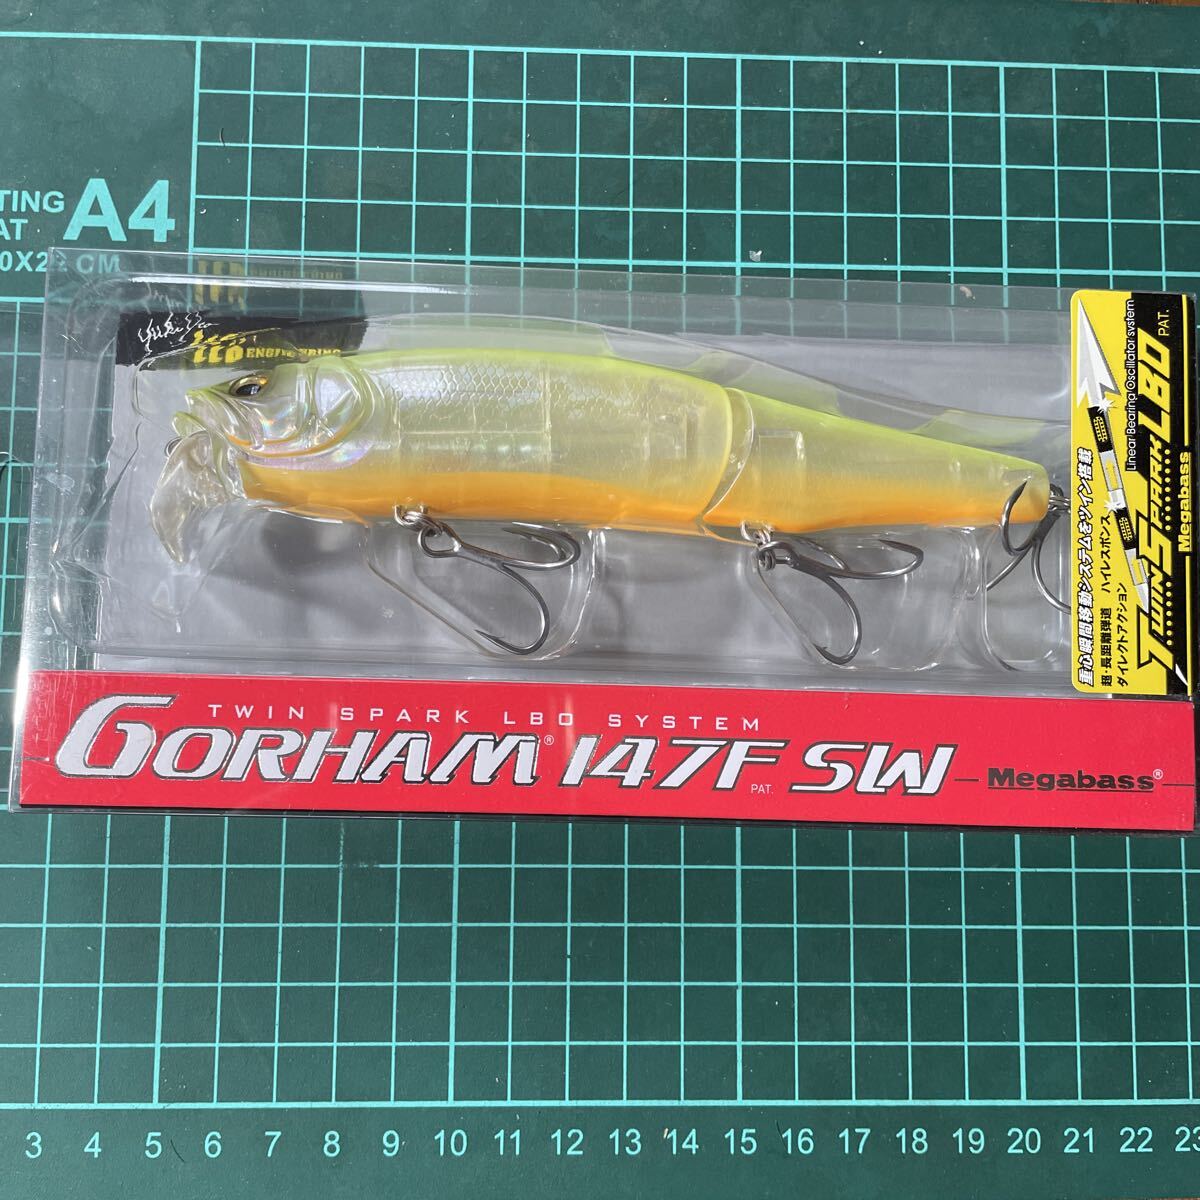 TING
A4
AT
0X22 CM
ENGINEERING
Linear Bearing Oscillator system
TWIN SPARK LBO PAT.
Megabass
重心瞬間移動システムをツイン搭載
超・長距離弾道 ハイレスポンス
ダイレクトアクション
TWIN SPARK LBO SYSTEM
GORHAM® 147F SW
PAT.
Megabass®
3 4 5 6 7 8 9 10 11 12 13 14 15 16 17 18 19 20 21 22 23